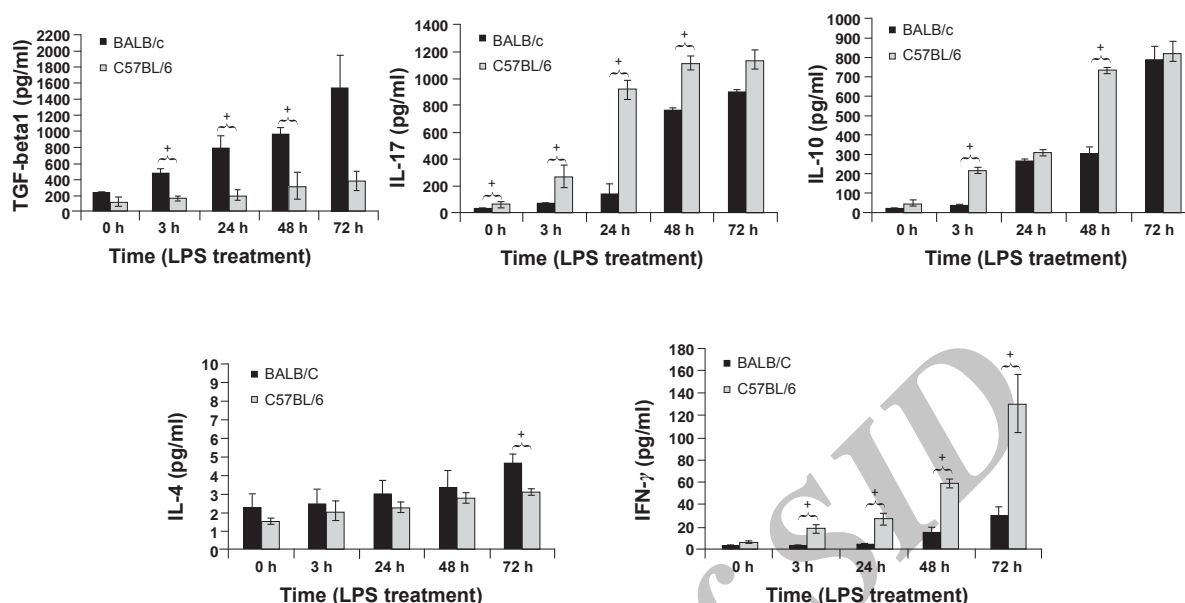 TGF-beta1 (pg/ml)
2200
2000
1800
1600
1400
1200
1000
800
600
400
200
0
BALB/c
C57BL/6
+
+
+
0 h 3 h 24 h 48 h 72 h
Time (LPS treatment)
IL-17 (pg/ml)
1400
1200
1000
800
600
400
200
0
BALB/c
C57BL/6
+
+
+
+
0 h 3 h 24 h 48 h 72 h
Time (LPS treatment)
IL-10 (pg/ml)
1000
900
800
700
600
500
400
300
200
100
0
BALB/c
C57BL/6
+
+
0 h 3 h 24 h 48 h 72 h
Time (LPS traetment)
IL-4 (pg/ml)
10
9
8
7
6
5
4
3
2
1
0
BALB/C
C57BL/6
+
0 h 3 h 24 h 48 h 72 h
Time (LPS treatment)
IFN-γ (pg/ml)
180
160
140
120
100
80
60
40
20
0
BALB/C
C57BL/6
+
+
+
+
0 h 3 h 24 h 48 h 72 h
Time (LPS treatment)
SID